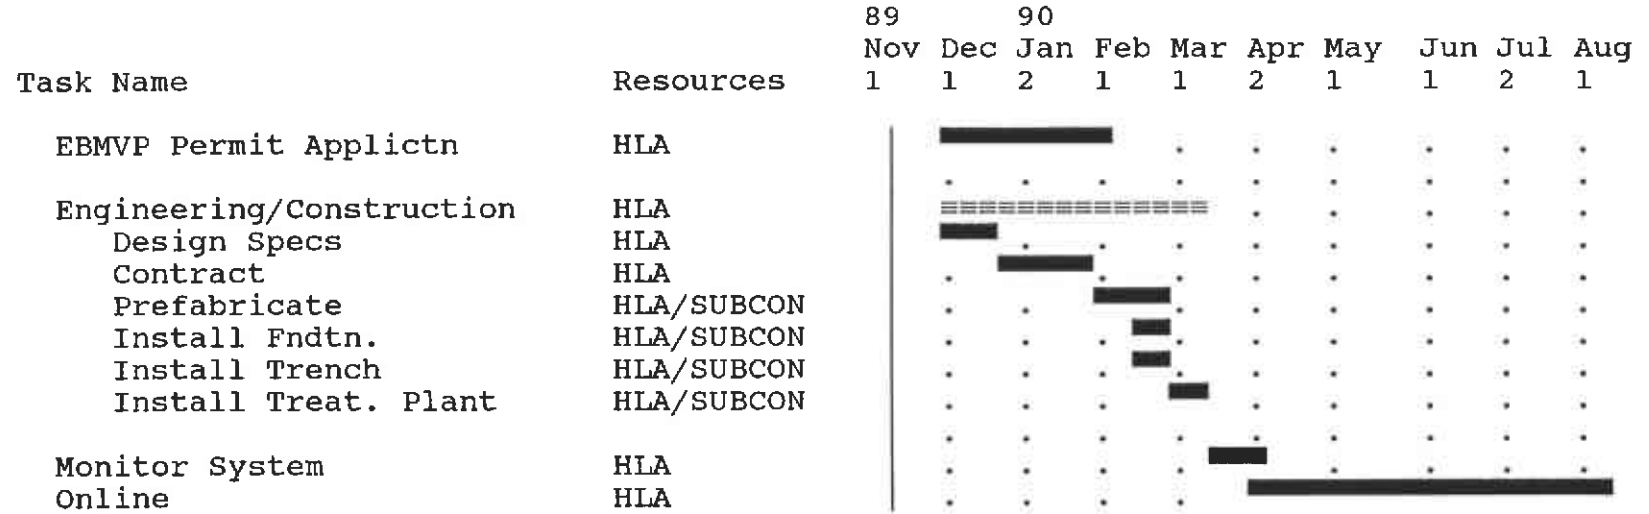 89 90
Nov Dec Jan Feb Mar Apr May Jun Jul Aug
Task Name Resources 1 1 2 1 1 2 1 1 2 1
EBMVP Permit Applictn HLA
Engineering/Construction HLA
Design Specs HLA
Contract HLA
Prefabricate HLA/SUBCON
Install Fndtn. HLA/SUBCON
Install Trench HLA/SUBCON
Install Treat. Plant HLA/SUBCON
Monitor System HLA
Online HLA